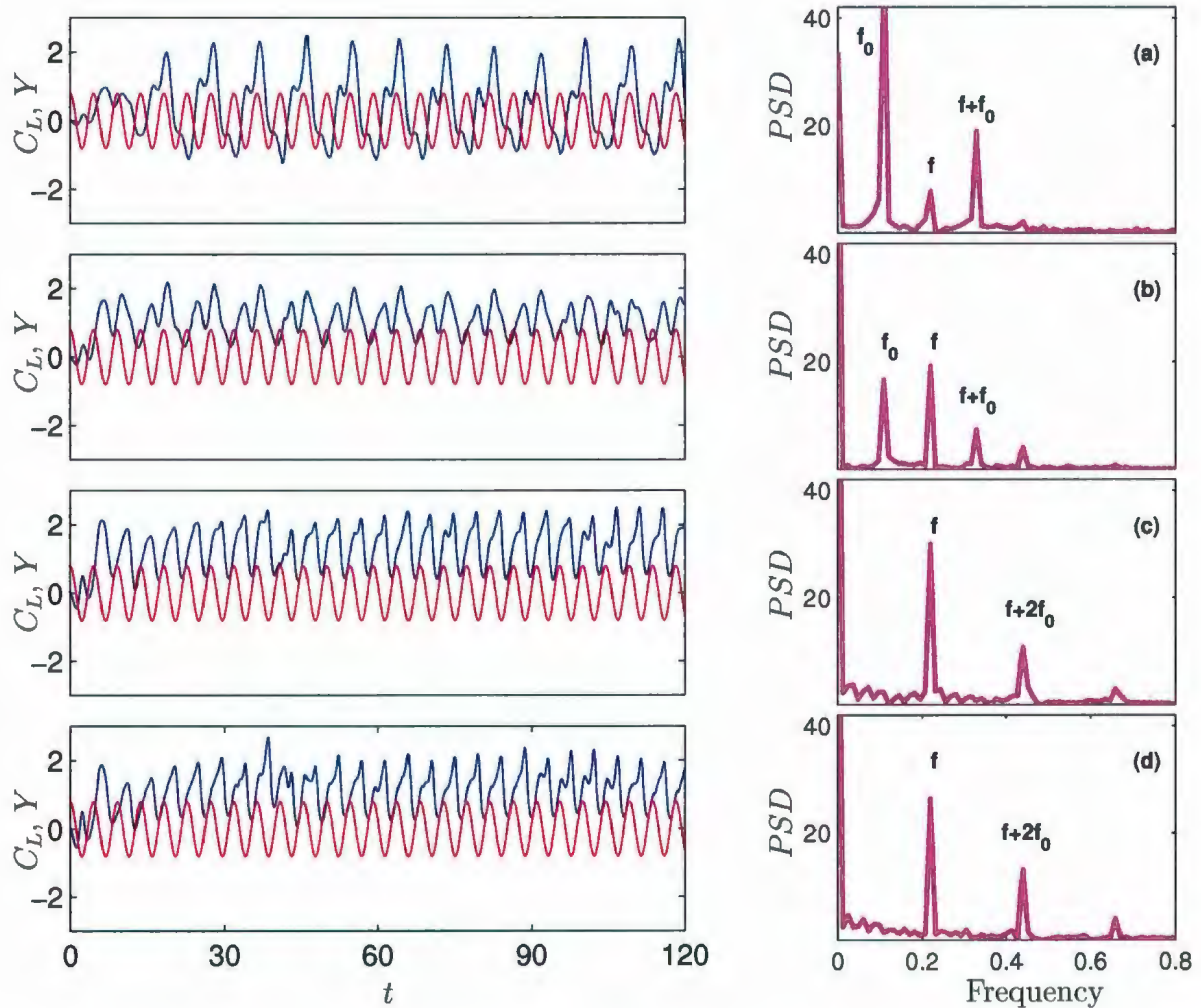 C_L, Y
2
0
−2
PSD
40
20
f_0
f
f+f_0
(a)
C_L, Y
2
0
−2
PSD
40
20
f_0
f
f+f_0
(b)
C_L, Y
2
0
−2
PSD
40
20
f
f+2f_0
(c)
C_L, Y
2
0
−2
0
30
60
90
120
t
PSD
40
20
f
f+2f_0
(d)
0
0.2
0.4
0.6
0.8
Frequency